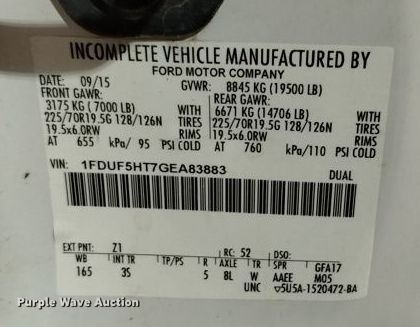 INCOMPLETE VEHICLE MANUFACTURED BY
FORD MOTOR COMPANY
DATE: 09/15 GVWR: 8845 KG (19500 LB)
FRONT GAWR: REAR GAWR:
3175 KG ( 7000 LB) 6671 KG ( 14706 LB)
225/70R19.5G 128/126N TIRES 225/70R19.5G 128/126N TIRES
19.5x6.0RW RIMS 19.5x6.0RW RIMS
AT 655 kPa/ 95 PSI COLD AT 760 kPa/110 PSI COLD
VIN: 1FDUF5HT7GEA83883 DUAL
EXT PNT: Z1 RC: 52 DSO:
WB INT TR TP/PS R AXLE TR SPR GFA17
165 3S 5 8L W AAEE M05
UNC ▽5U5A-1520472-BA
Purple Wave Auction